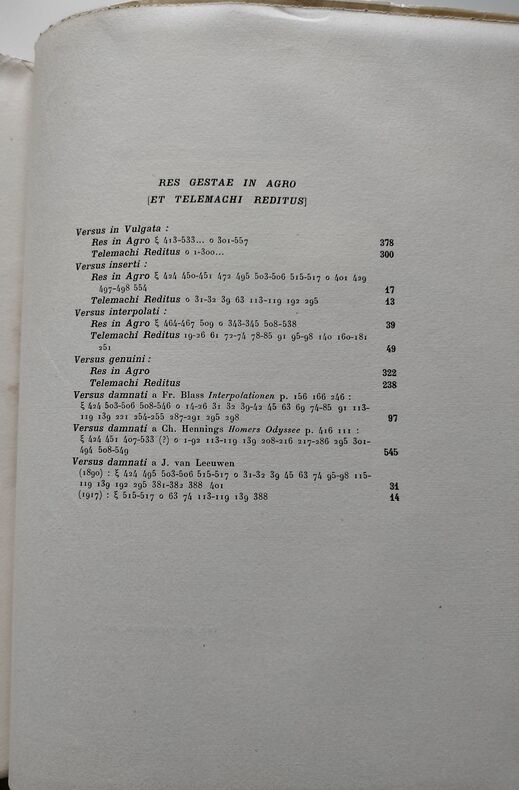 RES GESTAE IN AGRO
[ET TELEMACHI REDITUS]
Versus in Vulgata :
Res in Agro ξ 413-533... ο 301-557 378
Telemachi Reditus ο 1-300... 300
Versus inserti :
Res in Agro ξ 424 450-451 472 495 503-506 515-517 ο 401 429
497-498 554 17
Telemachi Reditus ο 31-32 39 63 113-119 192 295 13
Versus interpolati :
Res in Agro ξ 464-467 509 ο 343-345 508-538 39
Telemachi Reditus 19-26 61 72-74 78-85 91 95-98 140 160-181
251 49
Versus genuini :
Res in Agro 322
Telemachi Reditus 238
Versus damnati a Fr. Blass Interpolationen p. 156 166 246 :
ξ 424 503-506 508-546 ο 14-26 31 32 39-42 45 63 69 74-85 91 113-
119 139 221 254-255 287-291 295 298 97
Versus damnati a Ch. Hennings Homers Odyssee p. 416 111 :
ξ 424 451 407-533 (?) ο 1-92 113-119 139 208-216 217-286 295 301-
494 508-549 545
Versus damnati a J. van Leeuwen
(1890) : ξ 424 495 503-506 515-517 ο 31-32 39 45 63 74 95-98 115-
119 139 192 295 381-382 388 401 31
(1917) : ξ 515-517 ο 63 74 113-119 139 388 14